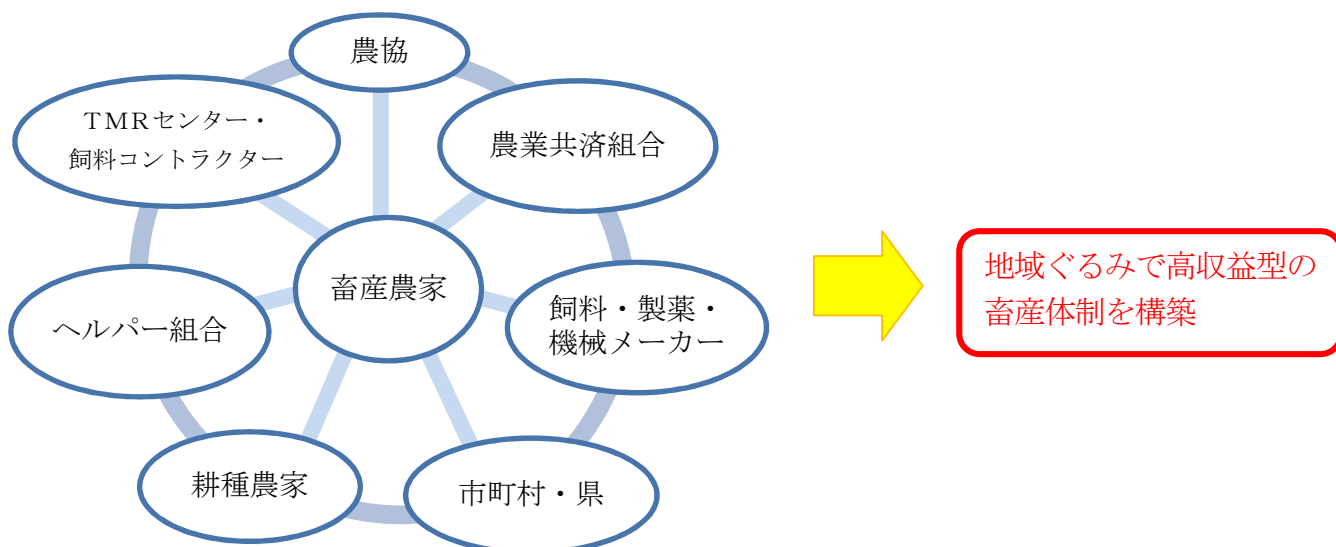 農協
TMRセンター・
飼料コントラクター
農業共済組合
畜産農家
ヘルパー組合
飼料・製薬・
機械メーカー
耕種農家
市町村・県
地域ぐるみで高収益型の
畜産体制を構築